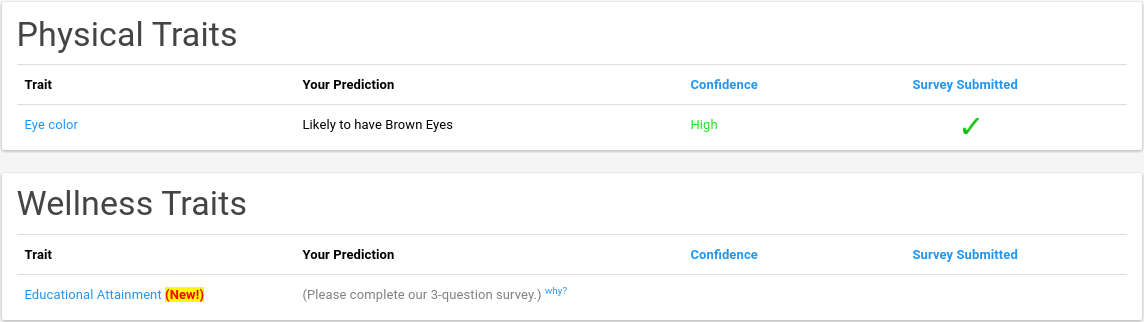 Physical Traits
Trait Your Prediction Confidence Survey Submitted
Eye color Likely to have Brown Eyes High ✓
Wellness Traits
Trait Your Prediction Confidence Survey Submitted
Educational Attainment (New!) (Please complete our 3-question survey.) why?